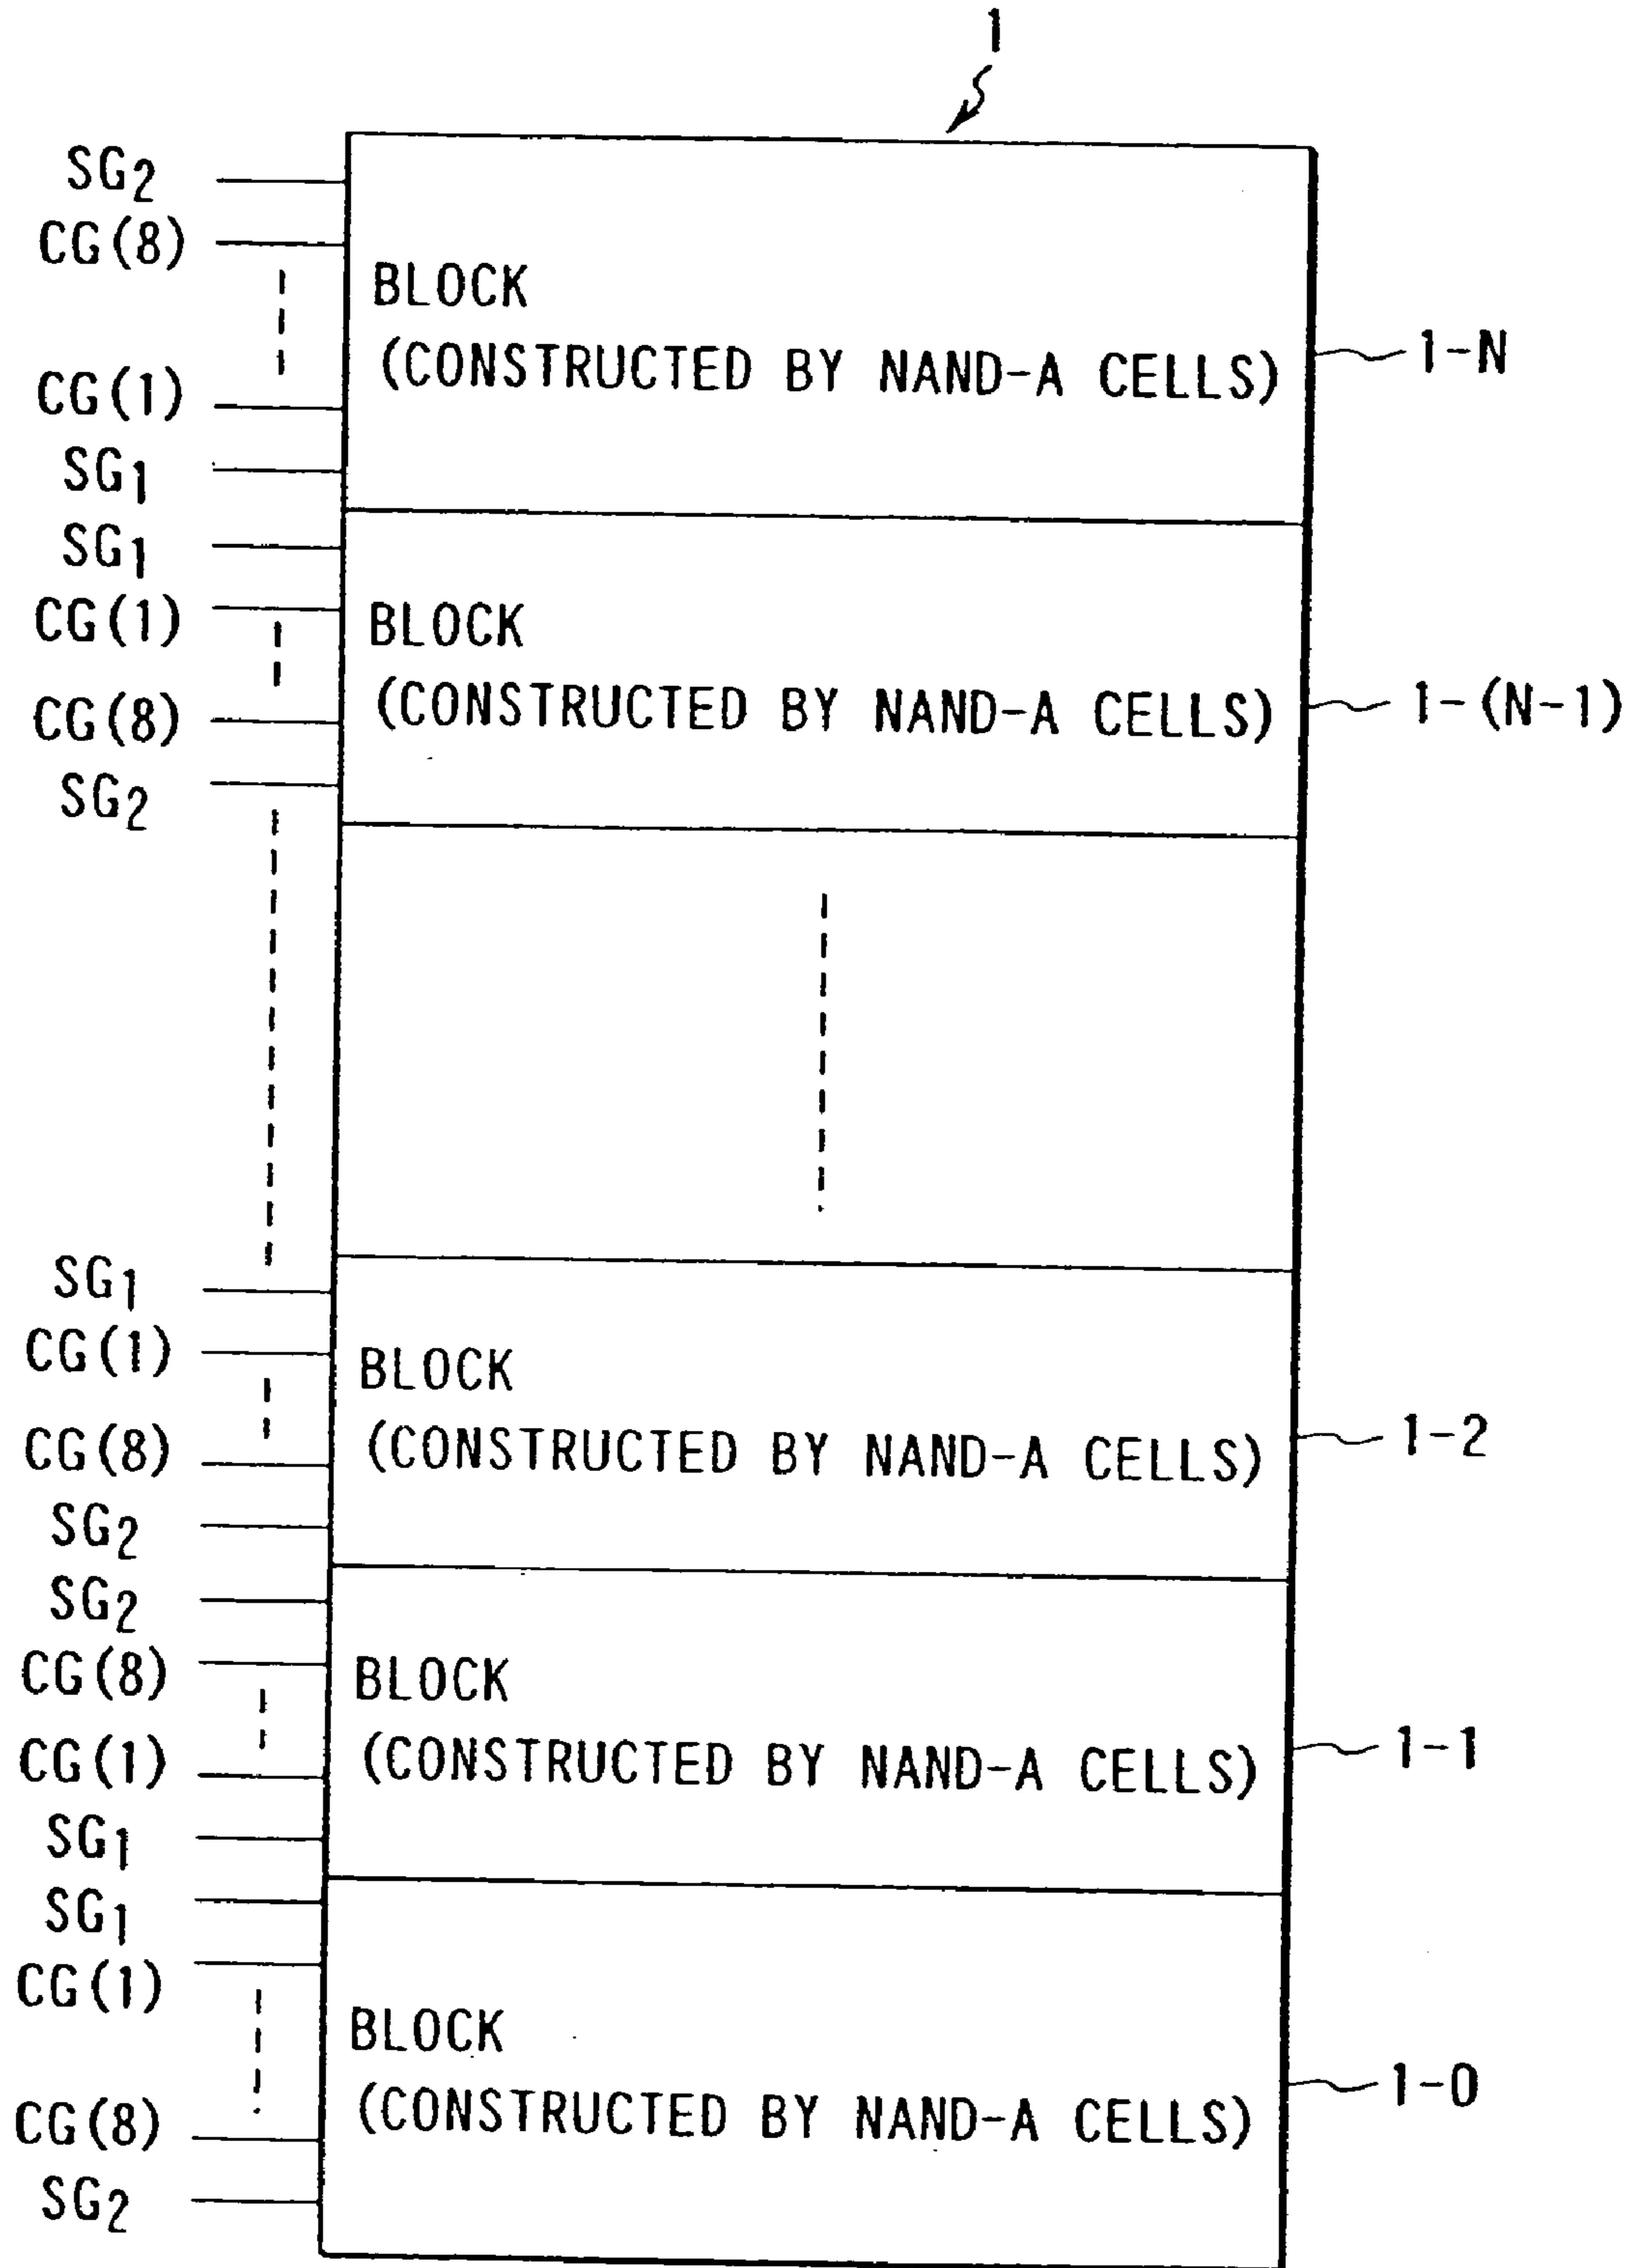 1
SG2
CG(8)
BLOCK
(CONSTRUCTED BY NAND-A CELLS)
1-N
CG(1)
SG1
SG1
CG(1)
BLOCK
(CONSTRUCTED BY NAND-A CELLS)
1-(N-1)
CG(8)
SG2
SG1
CG(1)
BLOCK
(CONSTRUCTED BY NAND-A CELLS)
1-2
CG(8)
SG2
SG2
CG(8)
BLOCK
(CONSTRUCTED BY NAND-A CELLS)
1-1
CG(1)
SG1
SG1
CG(1)
BLOCK
(CONSTRUCTED BY NAND-A CELLS)
1-0
CG(8)
SG2